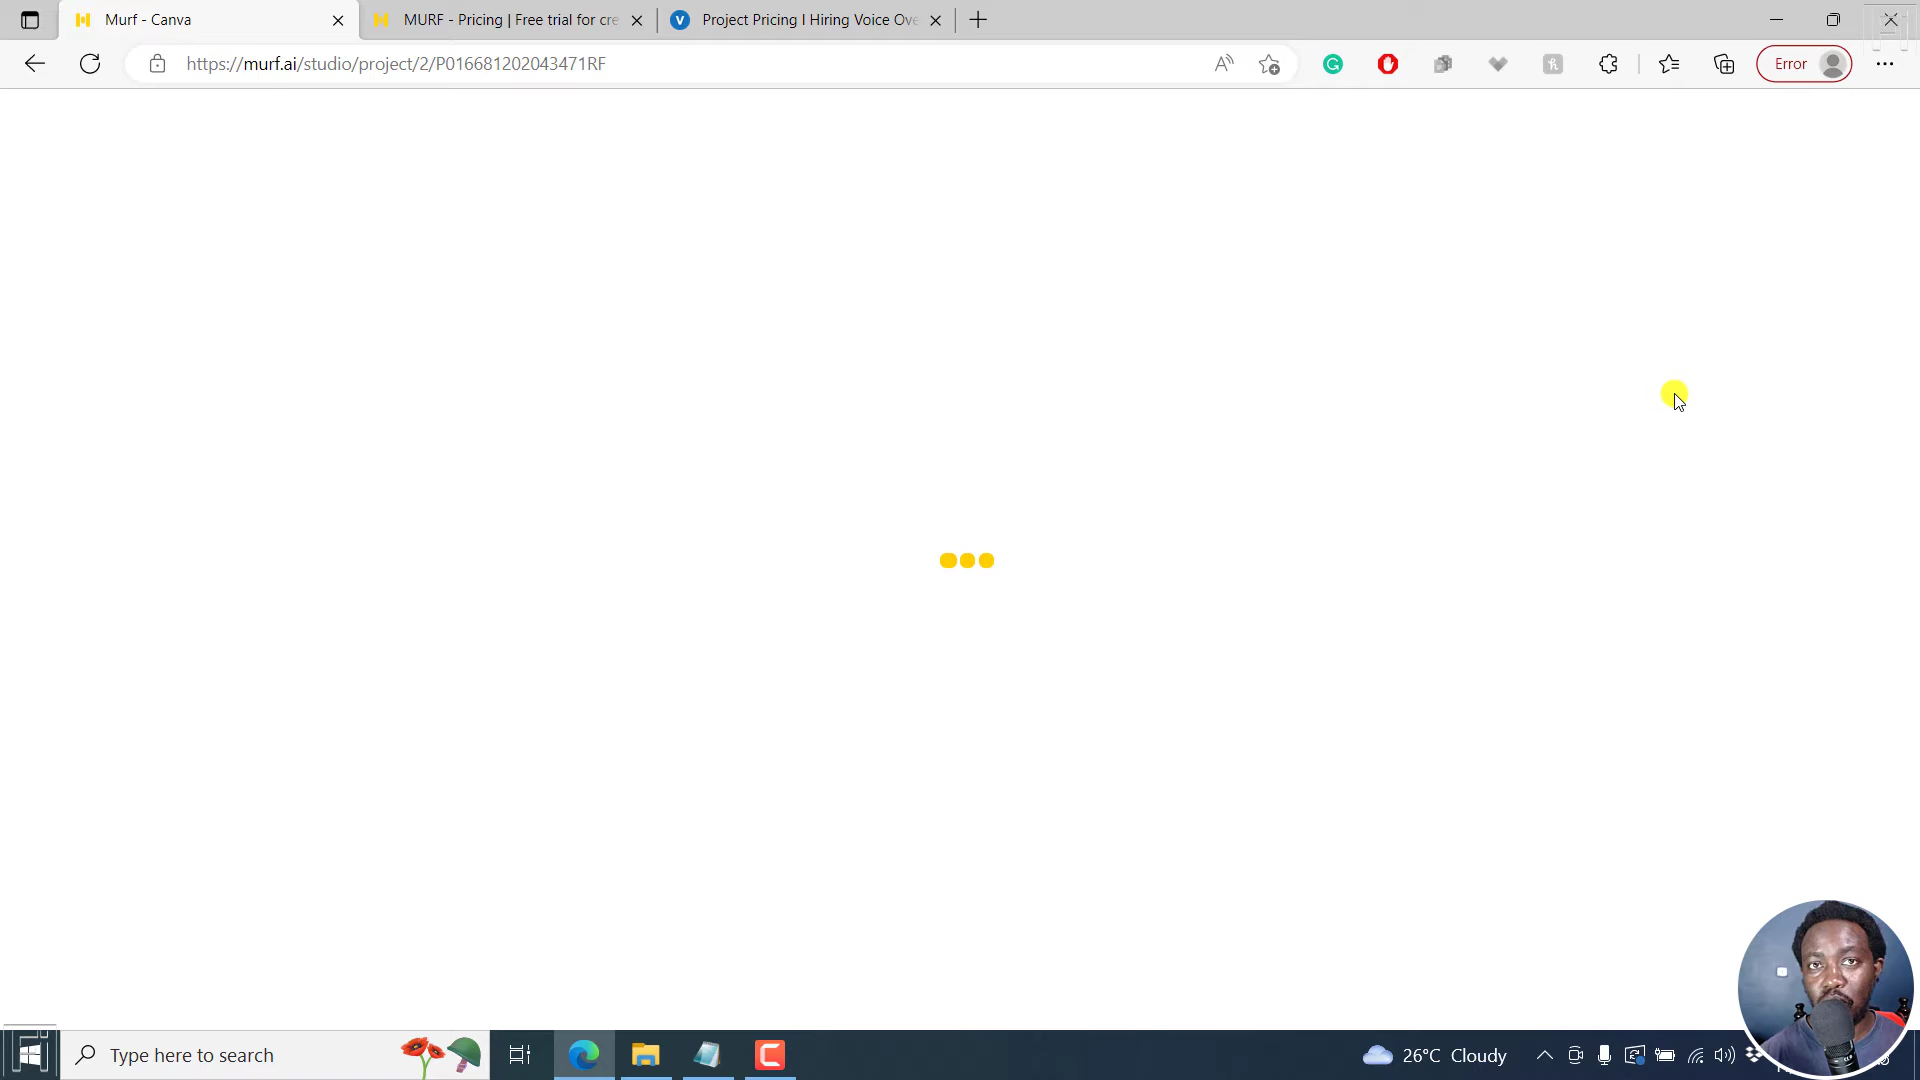 Murf - Canva
MURF - Pricing | Free trial for cre
V
Project Pricing I Hiring Voice Ove
https://murf.ai/studio/project/2/P016681202043471RF
Error
Type here to search
26°C Cloudy